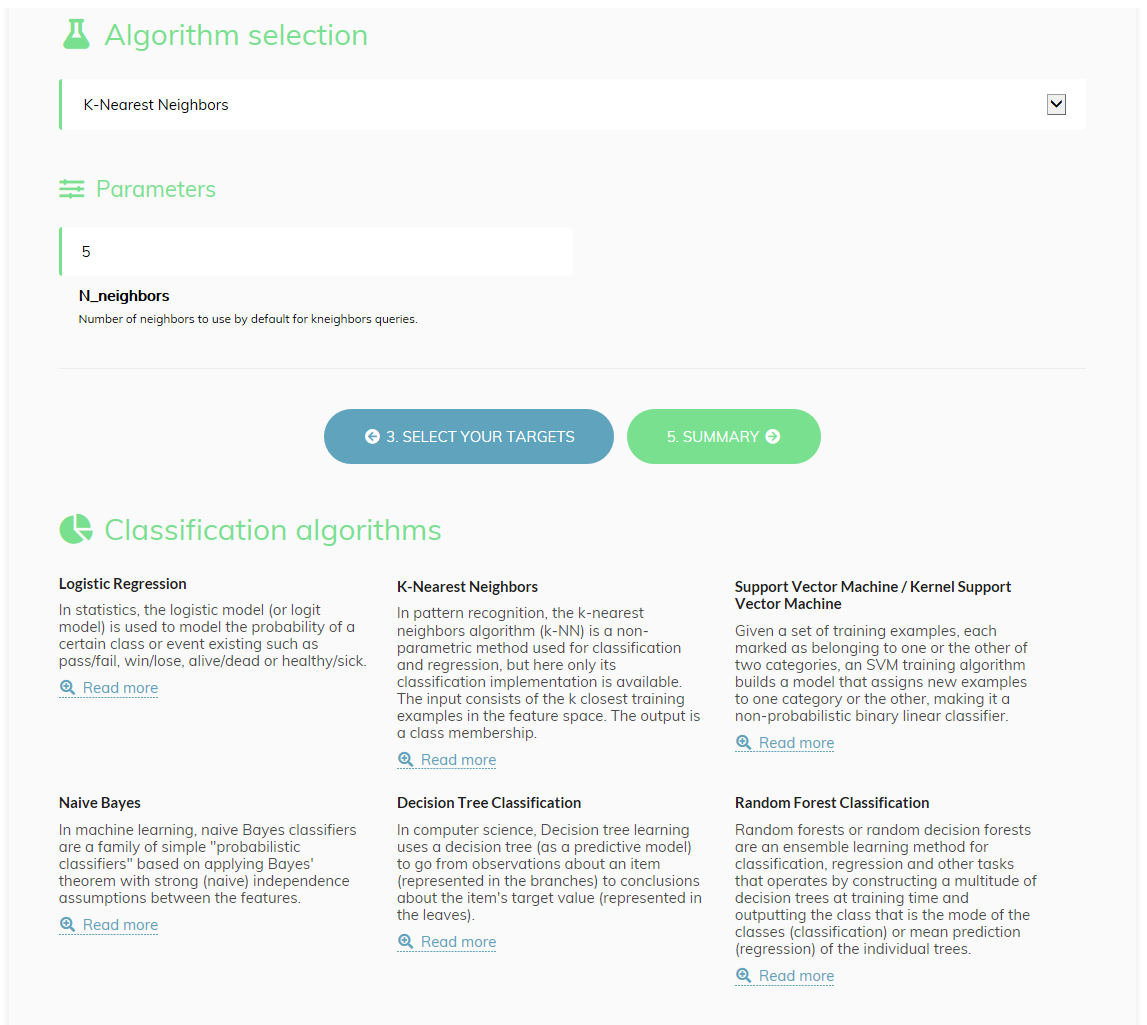 Algorithm selection
K-Nearest Neighbors
Parameters
5
N_neighbors
Number of neighbors to use by default for kneighbors queries.
3. SELECT YOUR TARGETS
5. SUMMARY
Classification algorithms
Logistic Regression
In statistics, the logistic model (or logit
model) is used to model the probability of a
certain class or event existing such as
pass/fail, win/lose, alive/dead or healthy/sick.
Read more
K-Nearest Neighbors
In pattern recognition, the k-nearest
neighbors algorithm (k-NN) is a non-
parametric method used for classification
and regression, but here only its
classification implementation is available.
The input consists of the k closest training
examples in the feature space. The output is
a class membership.
Read more
Support Vector Machine / Kernel Support
Vector Machine
Given a set of training examples, each
marked as belonging to one or the other of
two categories, an SVM training algorithm
builds a model that assigns new examples
to one category or the other, making it a
non-probabilistic binary linear classifier.
Read more
Naive Bayes
In machine learning, naive Bayes classifiers
are a family of simple "probabilistic
classifiers" based on applying Bayes'
theorem with strong (naive) independence
assumptions between the features.
Read more
Decision Tree Classification
In computer science, Decision tree learning
uses a decision tree (as a predictive model)
to go from observations about an item
(represented in the branches) to conclusions
about the item's target value (represented in
the leaves).
Read more
Random Forest Classification
Random forests or random decision forests
are an ensemble learning method for
classification, regression and other tasks
that operates by constructing a multitude of
decision trees at training time and
outputting the class that is the mode of the
classes (classification) or mean prediction
(regression) of the individual trees.
Read more